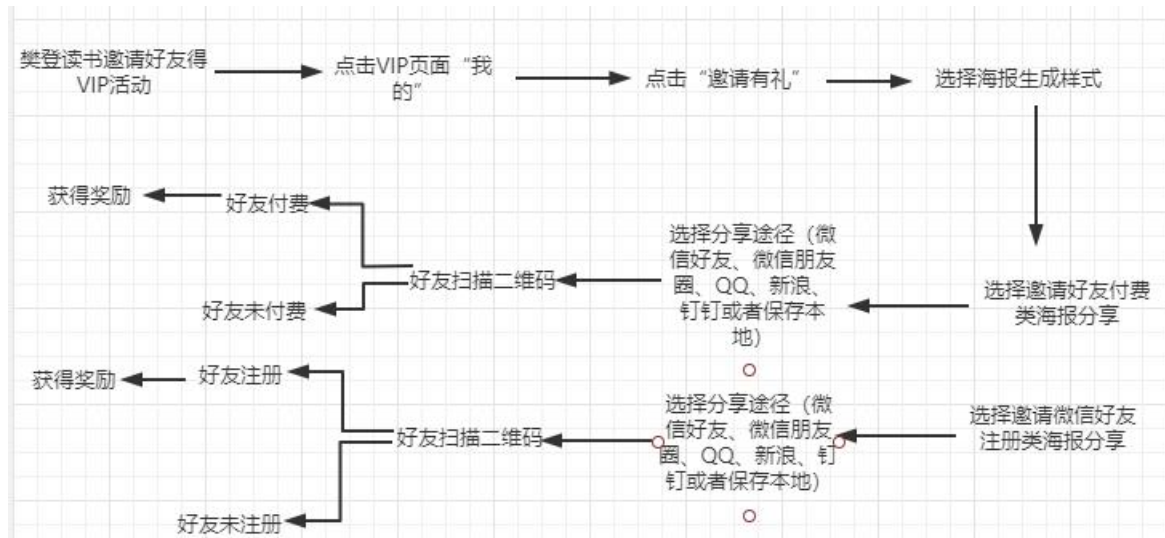 樊登读书邀请好友得
VIP活动
点击VIP页面“我
的”
点击“邀请有礼”
选择海报生成样式
选择邀请好友付费
类海报分享
选择分享途径（微
信好友、微信朋友
圈、QQ、新浪、
钉钉或者保存本
地）
好友扫描二维码
好友付费
获得奖励
好友未付费
选择邀请微信好友
注册类海报分享
选择分享途径（微
信好友、微信朋友
圈、QQ、新浪、钉
钉或者保存本地）
好友扫描二维码
好友注册
获得奖励
好友未注册